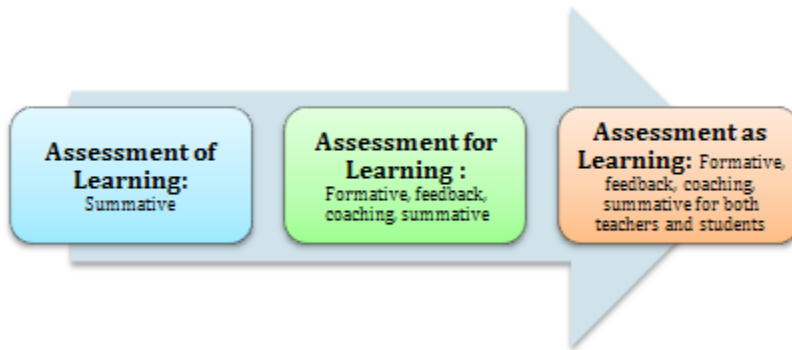 Assessment of
Learning:
Summative
Assessment for
Learning :
Formative, feedback,
coaching, summative
Assessment as
Learning: Formative,
feedback, coaching,
summative for both
teachers and students